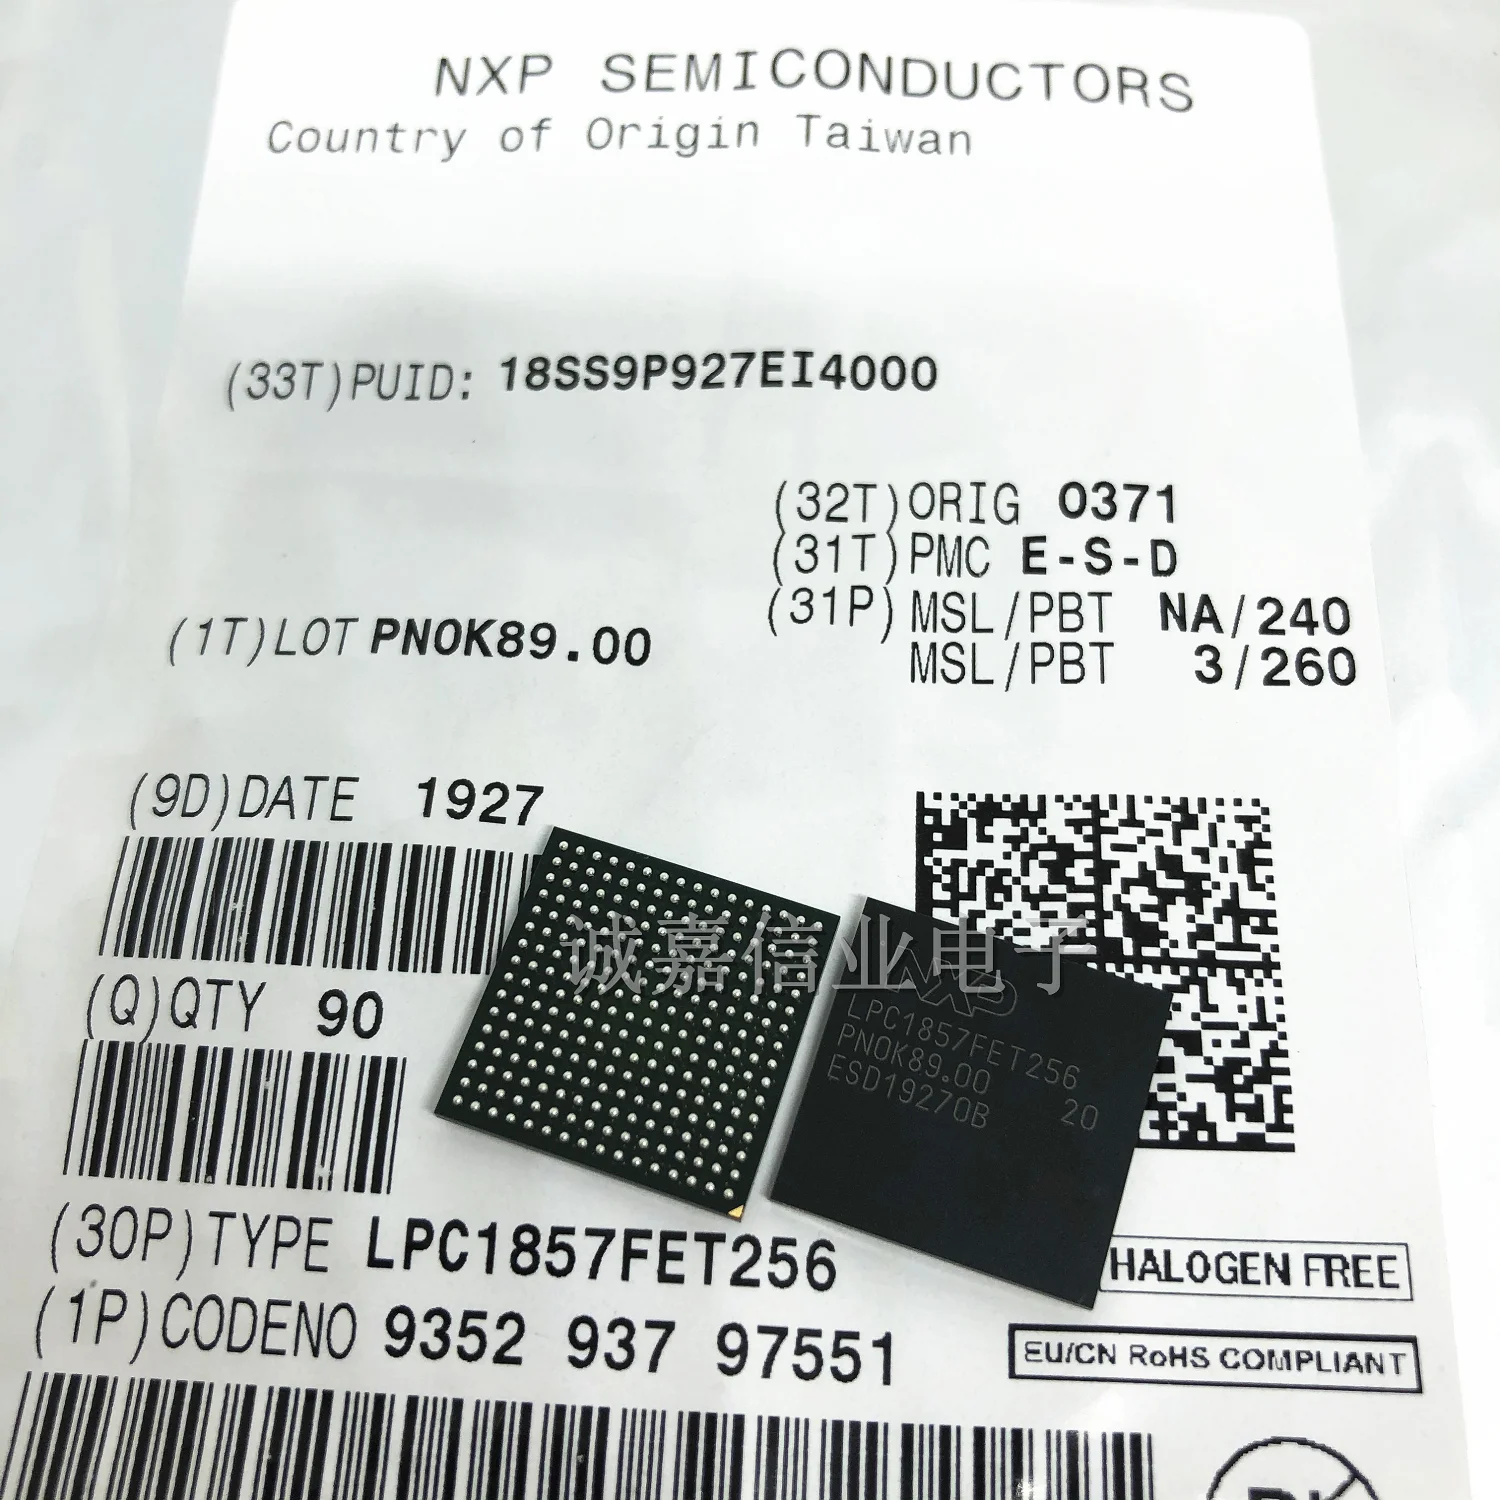 NXP SEMICONDUCTORS
Country of Origin Taiwan
(33T)PUID: 18SS9P927EI4000
(32T)ORIG 0371
(31T)PMC E-S-D
(31P)MSL/PBT NA/240
MSL/PBT 3/260
(1T)LOT PNOK89.00
(9D)DATE 1927
(Q)QTY 90
诚嘉信业电子
NXP
LPC1857FET256
PNOK89.00 20
ESD19270B
(30P)TYPE LPC1857FET256
(1P)CODENO 9352 937 97551
HALOGEN FREE
EU/CN RoHS COMPLIANT